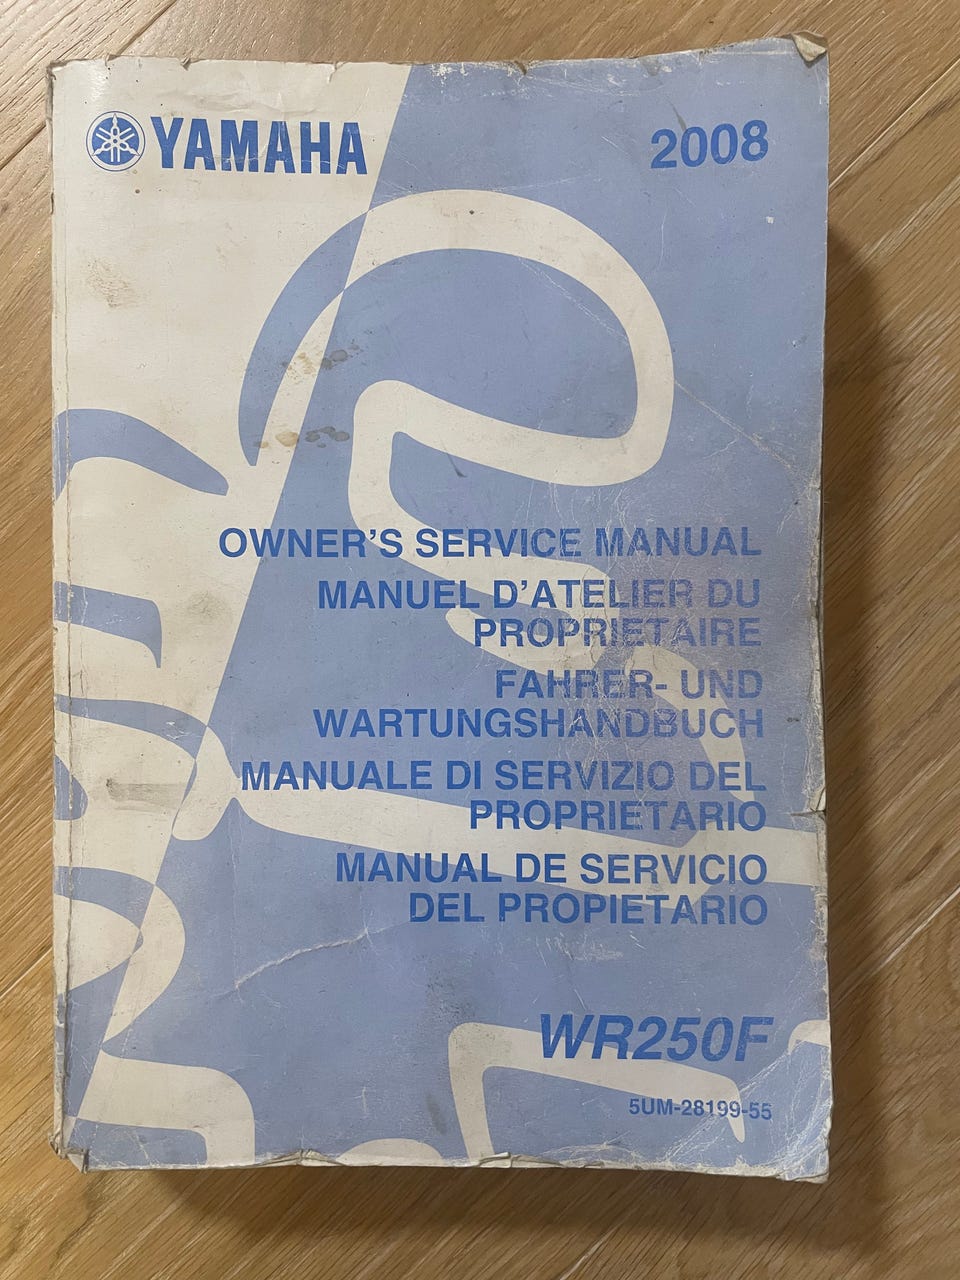 YAMAHA 2008
OWNER'S SERVICE MANUAL
MANUEL D'ATELIER DU
PROPRIETAIRE
FAHRER- UND
WARTUNGSHANDBUCH
MANUALE DI SERVIZIO DEL
PROPRIETARIO
MANUAL DE SERVICIO
DEL PROPIETARIO
WR250F
5UM-28199-55